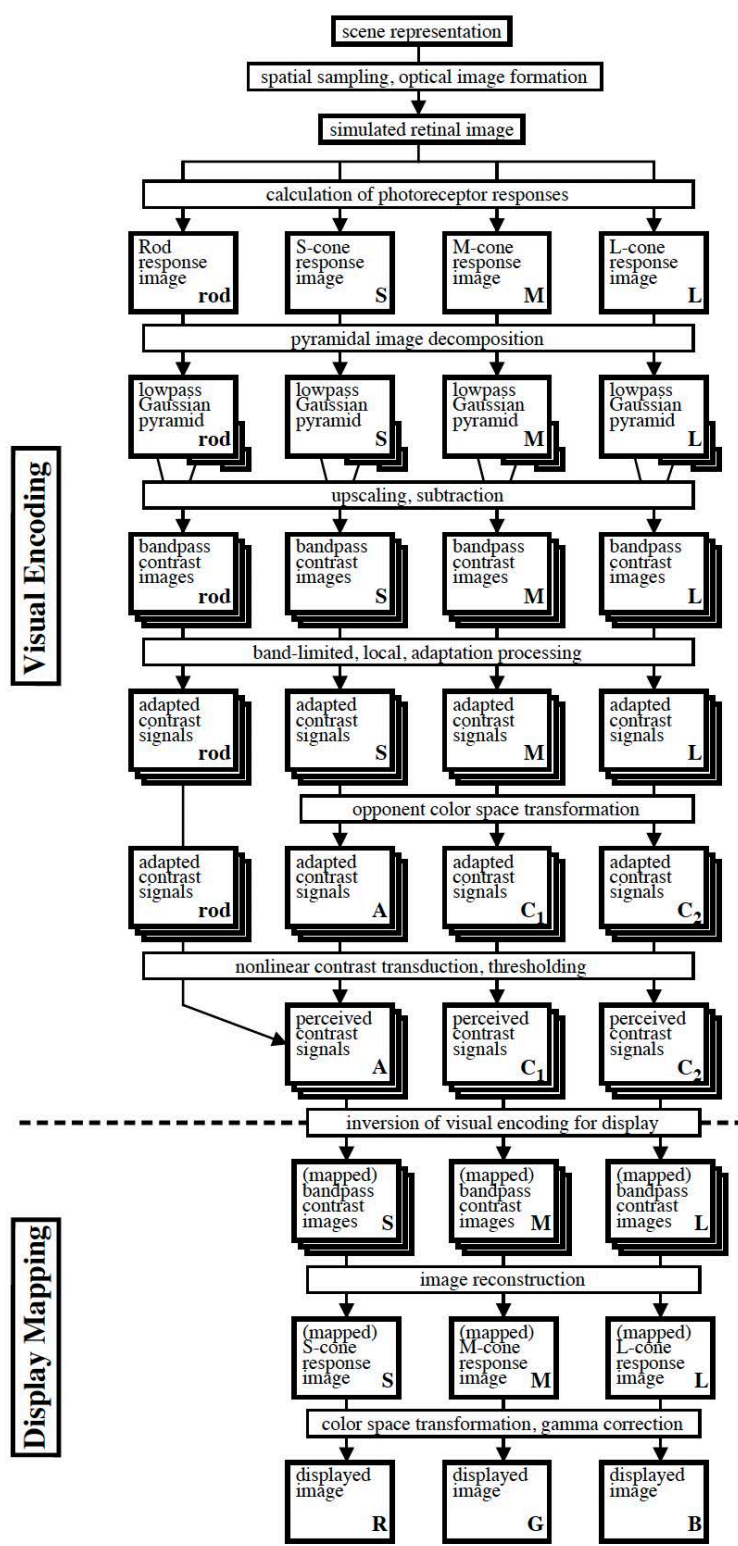 scene representation
spatial sampling, optical image formation
simulated retinal image
calculation of photoreceptor responses
Rod
response
image
rod
S-cone
response
image
S
M-cone
response
image
M
L-cone
response
image
L
pyramidal image decomposition
lowpass
Gaussian
pyramid
rod
lowpass
Gaussian
pyramid
S
lowpass
Gaussian
pyramid
M
lowpass
Gaussian
pyramid
L
upscaling, subtraction
bandpass
contrast
images
rod
bandpass
contrast
images
S
bandpass
contrast
images
M
bandpass
contrast
images
L
Visual Encoding
band-limited, local, adaptation processing
adapted
contrast
signals
rod
adapted
contrast
signals
S
adapted
contrast
signals
M
adapted
contrast
signals
L
opponent color space transformation
adapted
contrast
signals
rod
adapted
contrast
signals
A
adapted
contrast
signals
C1
adapted
contrast
signals
C2
nonlinear contrast transduction, thresholding
perceived
contrast
signals
A
perceived
contrast
signals
C1
perceived
contrast
signals
C2
inversion of visual encoding for display
(mapped)
bandpass
contrast
images
S
(mapped)
bandpass
contrast
images
M
(mapped)
bandpass
contrast
images
L
Display Mapping
image reconstruction
(mapped)
S-cone
response
image
S
(mapped)
M-cone
response
image
M
(mapped)
L-cone
response
image
L
color space transformation, gamma correction
displayed
image
R
displayed
image
G
displayed
image
B